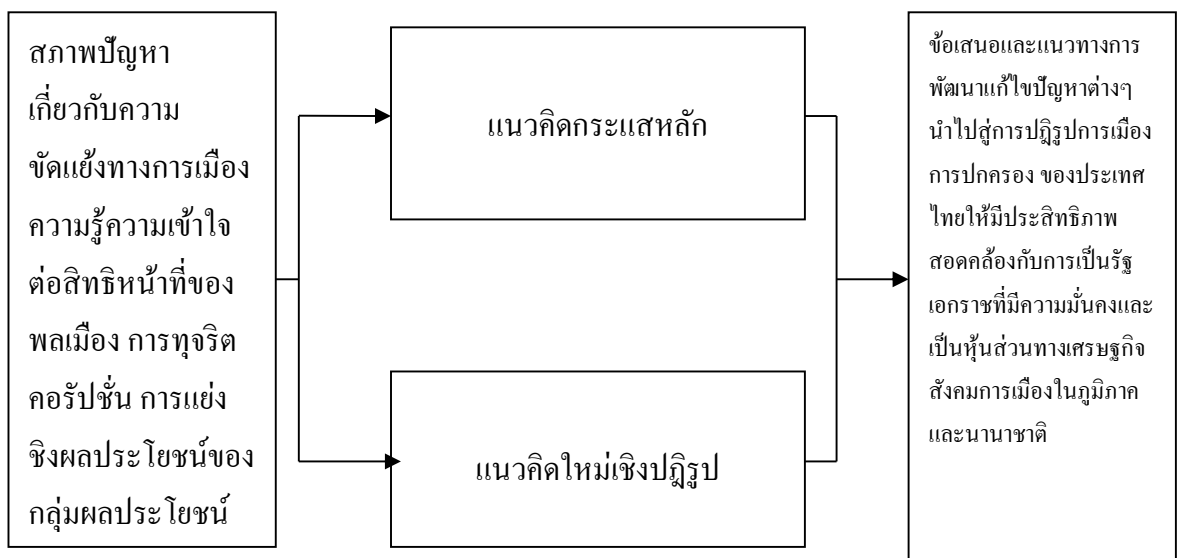 สภาพปัญหา
เกี่ยวกับความ
ขัดแย้งทางการเมือง
ความรู้ความเข้าใจ
ต่อสิทธิหน้าที่ของ
พลเมือง การทุจริต
คอรัปชั่น การแย่ง
ชิงผลประโยชน์ของ
กลุ่มผลประโยชน์
แนวคิดกระแสหลัก
แนวคิดใหม่เชิงปฎิรูป
ข้อเสนอและแนวทางการ
พัฒนาแก้ไขปัญหาต่างๆ
นำไปสู่การปฎิรูปการเมือง
การปกครอง ของประเทศ
ไทยให้มีประสิทธิภาพ
สอดคล้องกับการเป็นรัฐ
เอกราชที่มีความมั่นคงและ
เป็นหุ้นส่วนทางเศรษฐกิจ
สังคมการเมืองในภูมิภาค
และนานาชาติ